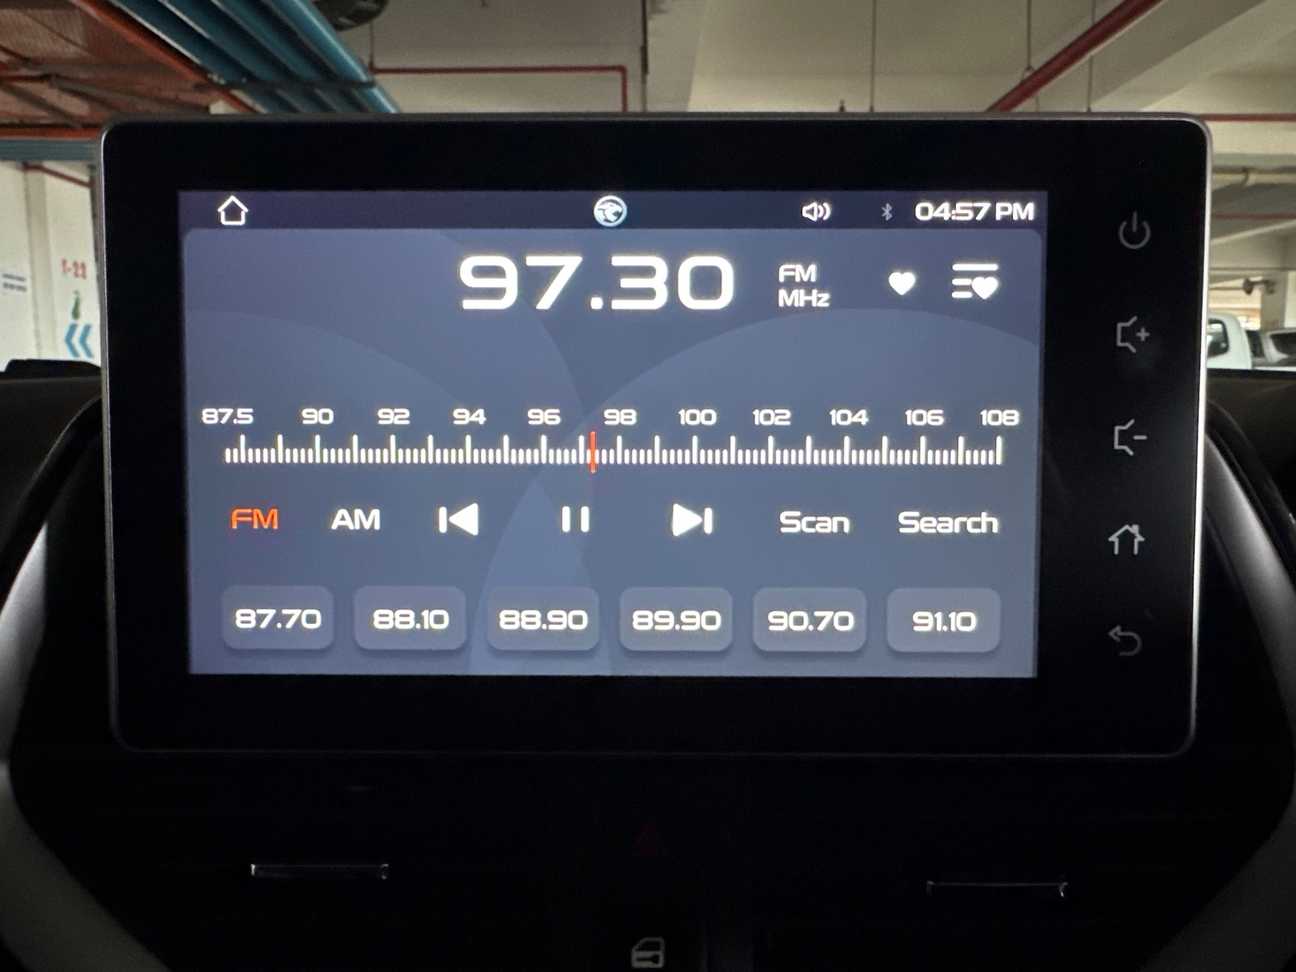 04:57 PM
97.30
FM
MHz
87.5 90 92 94 96 98 100 102 104 106 108
FM AM Scan Search
87.70 88.10 88.90 89.90 90.70 91.10